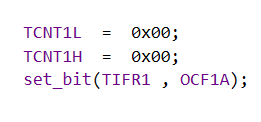 TCNT1L  =  0x00;
TCNT1H  =  0x00;
set_bit(TIFR1 , OCF1A);